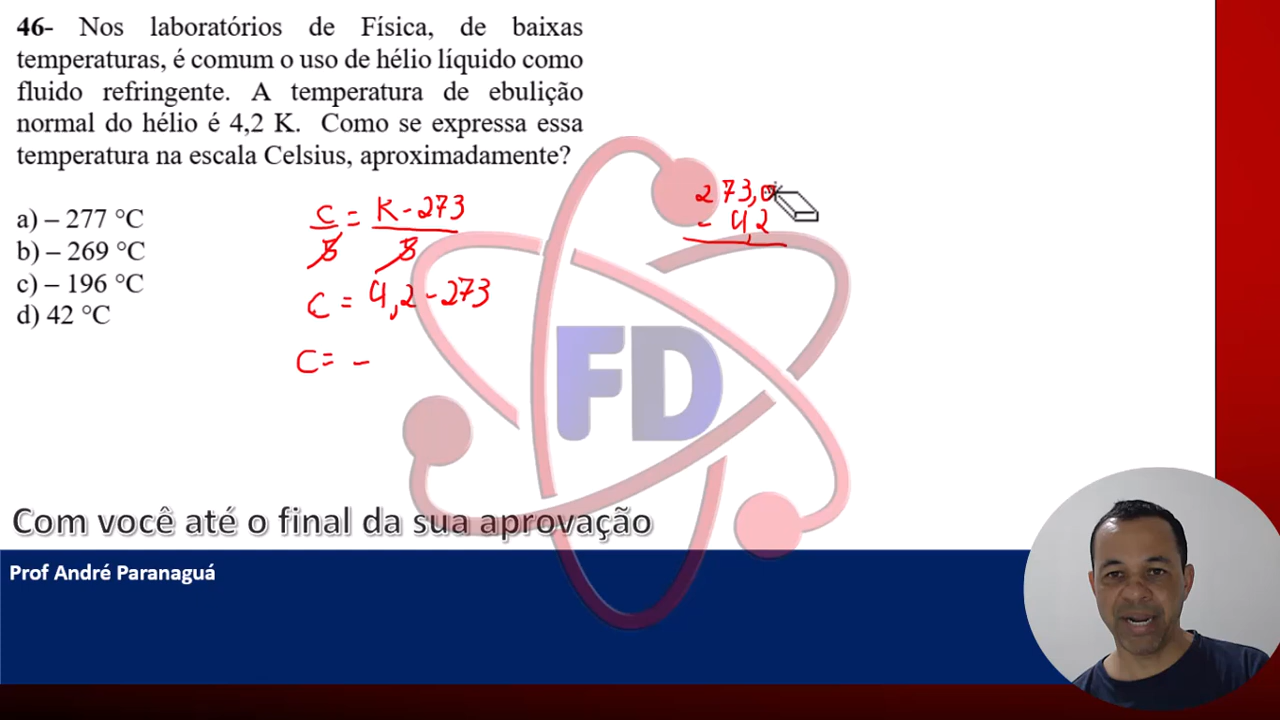 46- Nos laboratórios de Física, de baixas
temperaturas, é comum o uso de hélio líquido como
fluido refringente. A temperatura de ebulição
normal do hélio é 4,2 K. Como se expressa essa
temperatura na escala Celsius, aproximadamente?
a) – 277 °C
b) – 269 °C
c) – 196 °C
d) 42 °C
C/5 = K - 273/5
C = 4,2 - 273
C = -
273,0
- 4,2
FD
Com você até o final da sua aprovação
Prof André Paranaguá